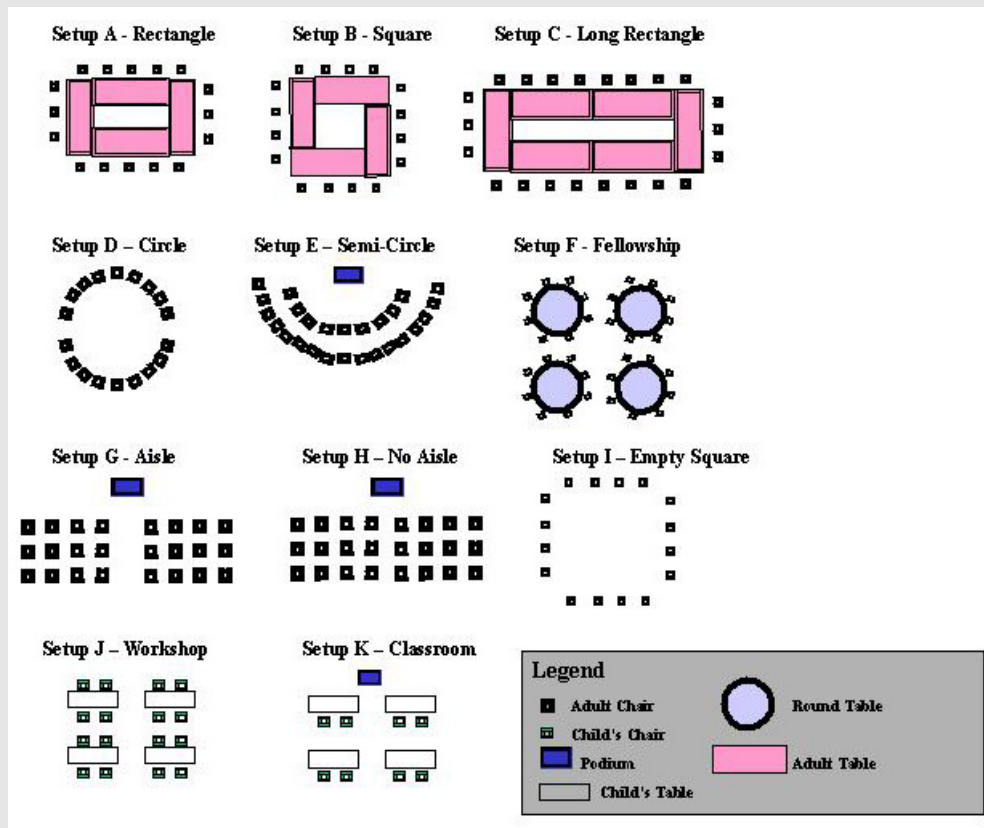 Setup A - Rectangle
Setup B - Square
Setup C - Long Rectangle
Setup D – Circle
Setup E – Semi-Circle
Setup F - Fellowship
Setup G - Aisle
Setup H – No Aisle
Setup I – Empty Square
Setup J – Workshop
Setup K – Classroom
Legend
Adult Chair
Round Table
Child's Chair
Podium
Adult Table
Child's Table